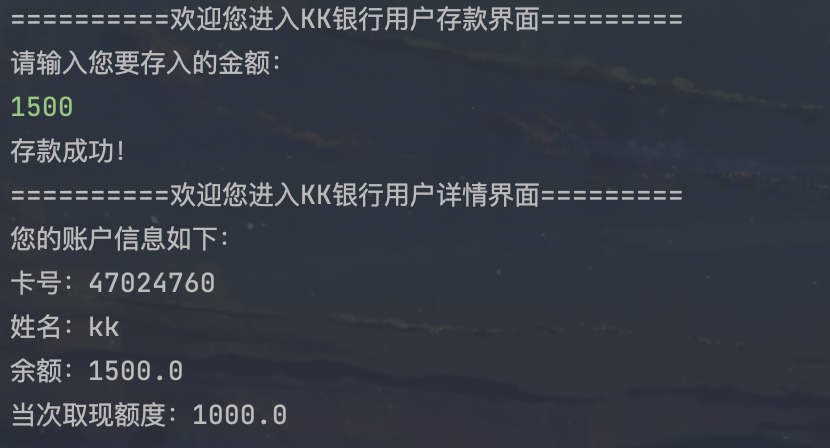 ==========欢迎您进入KK银行用户存款界面=========
请输入您要存入的金额：
1500
存款成功！
==========欢迎您进入KK银行用户详情界面=========
您的账户信息如下：
卡号：47024760
姓名：kk
余额：1500.0
当次取现额度：1000.0